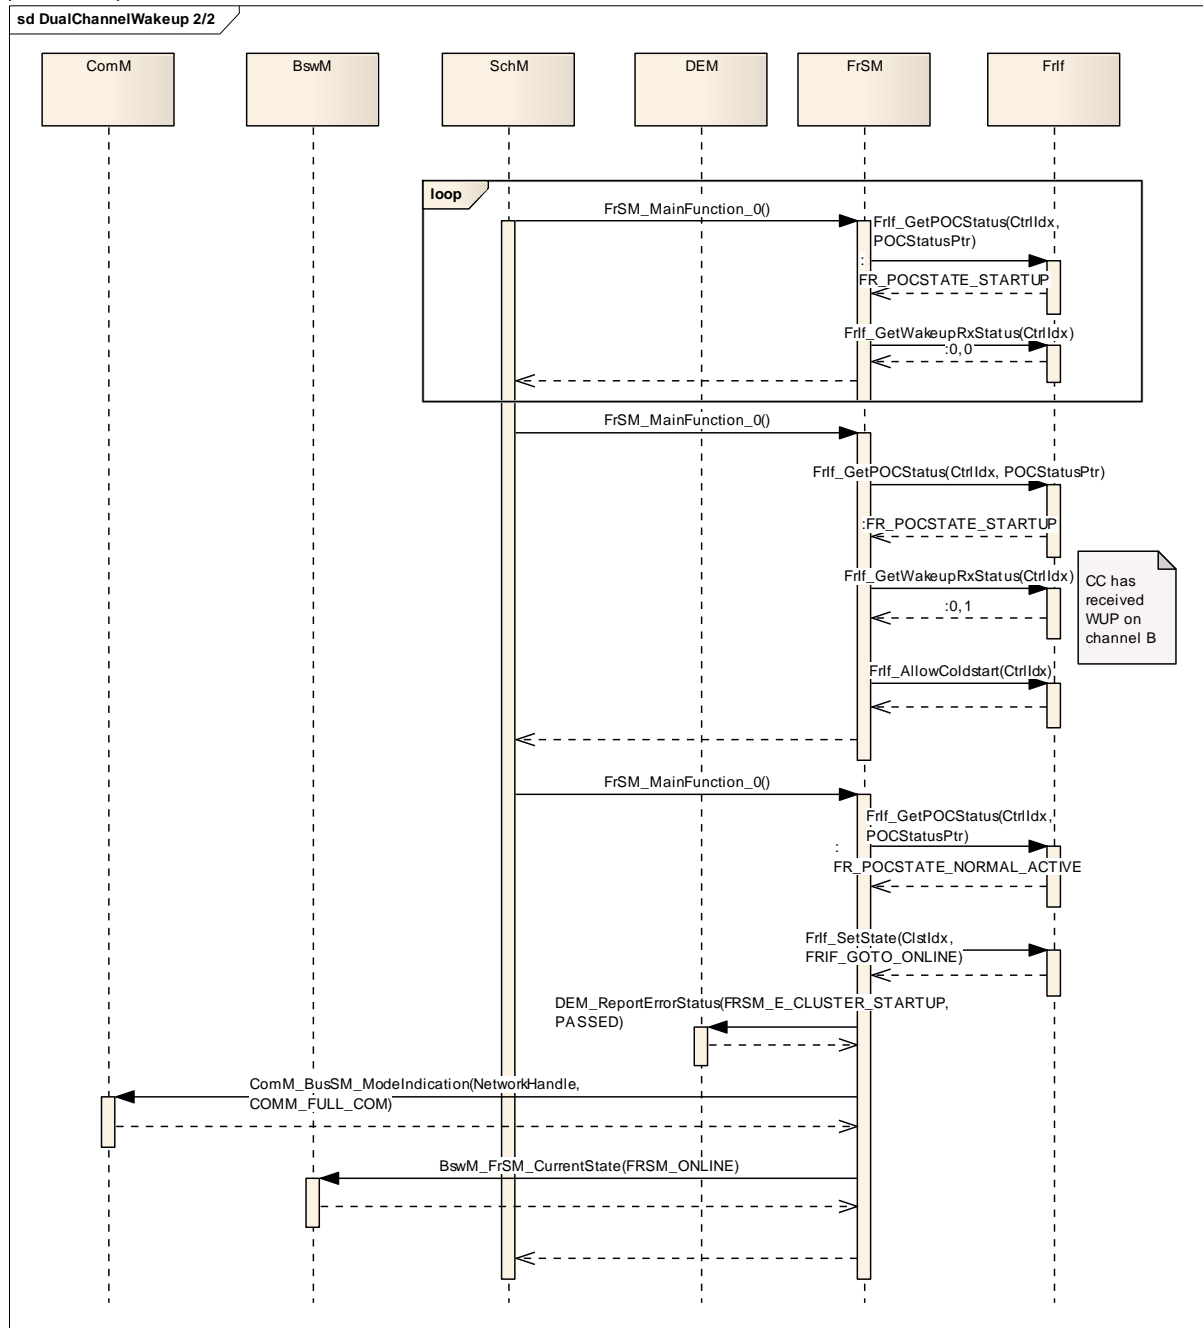 sd DualChannelWakeup 2/2
ComM
BswM
SchM
DEM
FrSM
FrIf
loop
FrSM_MainFunction_0()
FrIf_GetPOCStatus(CtrlIdx,
POCStatusPtr)
:
FR_POCSTATE_STARTUP
FrIf_GetWakeupRxStatus(CtrlIdx)
:0,0
FrSM_MainFunction_0()
FrIf_GetPOCStatus(CtrlIdx, POCStatusPtr)
:FR_POCSTATE_STARTUP
FrIf_GetWakeupRxStatus(CtrlIdx)
CC has
received
WUP on
channel B
:0,1
FrIf_AllowColdstart(CtrlIdx)
FrSM_MainFunction_0()
FrIf_GetPOCStatus(CtrlIdx,
POCStatusPtr)
:
FR_POCSTATE_NORMAL_ACTIVE
FrIf_SetState(ClstIdx,
FRIF_GOTO_ONLINE)
DEM_ReportErrorStatus(FRSM_E_CLUSTER_STARTUP,
PASSED)
ComM_BusSM_ModeIndication(NetworkHandle,
COMM_FULL_COM)
BswM_FrSM_CurrentState(FRSM_ONLINE)